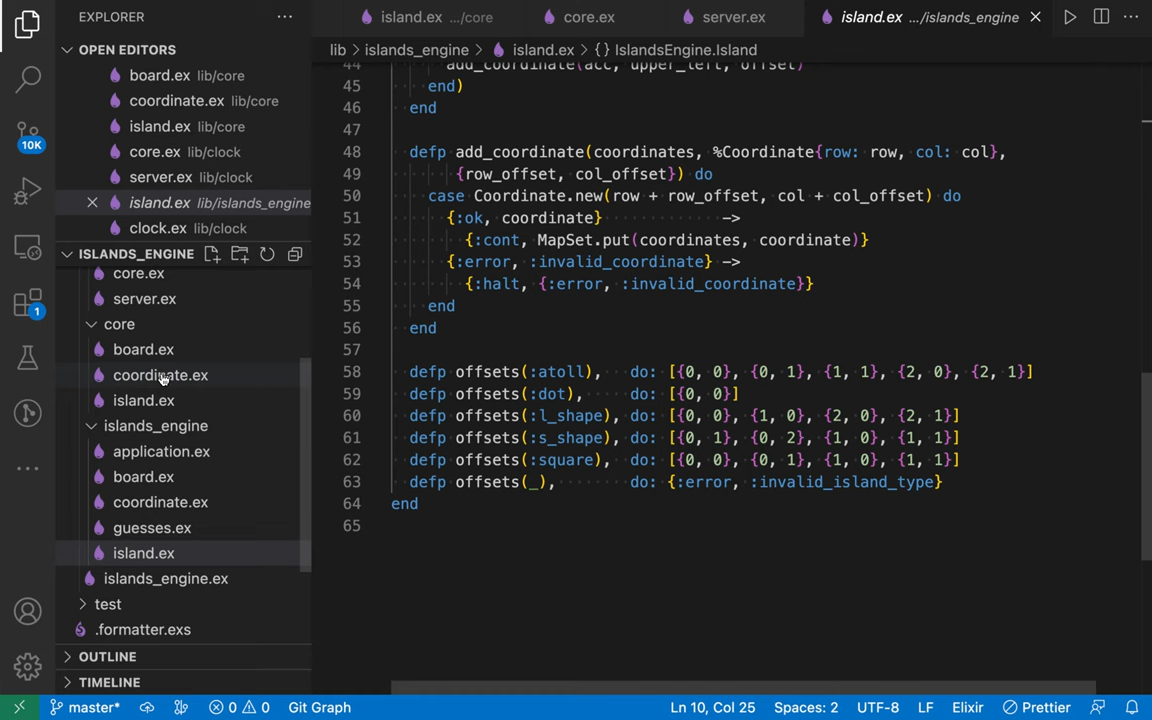 EXPLORER
OPEN EDITORS
board.ex lib/core
coordinate.ex lib/core
island.ex lib/core
core.ex lib/clock
server.ex lib/clock
island.ex lib/islands_engine
clock.ex lib/clock
ISLANDS_ENGINE
core.ex
server.ex
core
board.ex
coordinate.ex
island.ex
islands_engine
application.ex
board.ex
coordinate.ex
guesses.ex
island.ex
islands_engine.ex
test
.formatter.exs
OUTLINE
TIMELINE
10K
1
island.ex .../core core.ex server.ex island.ex .../islands_engine
lib > islands_engine > island.ex > {} IslandsEngine.Island
44 add_coordinate(acc, upper_left, offset)
45 end)
46 end
47
48 defp add_coordinate(coordinates, %Coordinate{row: row, col: col},
49 {row_offset, col_offset}) do
50 case Coordinate.new(row + row_offset, col + col_offset) do
51 {:ok, coordinate} ->
52 {:cont, MapSet.put(coordinates, coordinate)}
53 {:error, :invalid_coordinate} ->
54 {:halt, {:error, :invalid_coordinate}}
55 end
56 end
57
58 defp offsets(:atoll), do: [{0, 0}, {0, 1}, {1, 1}, {2, 0}, {2, 1}]
59 defp offsets(:dot), do: [{0, 0}]
60 defp offsets(:l_shape), do: [{0, 0}, {1, 0}, {2, 0}, {2, 1}]
61 defp offsets(:s_shape), do: [{0, 1}, {0, 2}, {1, 0}, {1, 1}]
62 defp offsets(:square), do: [{0, 0}, {0, 1}, {1, 0}, {1, 1}]
63 defp offsets(_), do: {:error, :invalid_island_type}
64 end
65
master* 0 0 Git Graph Ln 10, Col 25 Spaces: 2 UTF-8 LF Elixir Prettier